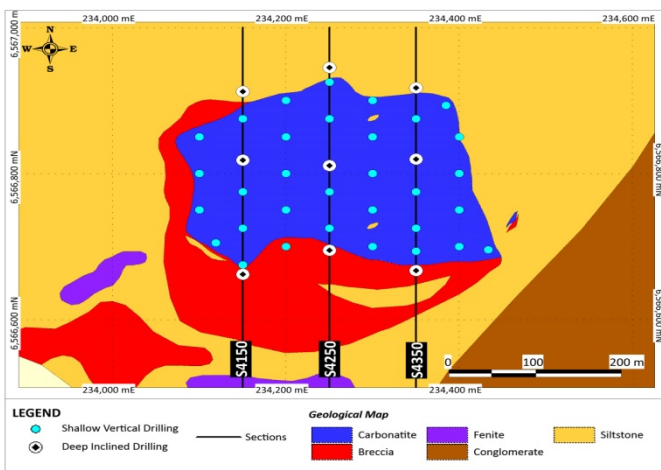 234,000 mE 234,200 mE 234,400 mE 234,600 mE
6,567,000 mN
N
W E
S
6,566,800 mN 6,566,800 mN
6,566,600 mN 6,566,600 mN
S4150 S4250 S4350
0 100 200 m
234,000 mE 234,200 mE 234,400 mE
LEGEND
Shallow Vertical Drilling
Deep Inclined Drilling
Sections
Geological Map
Carbonatite Fenite Siltstone
Breccia Conglomerate